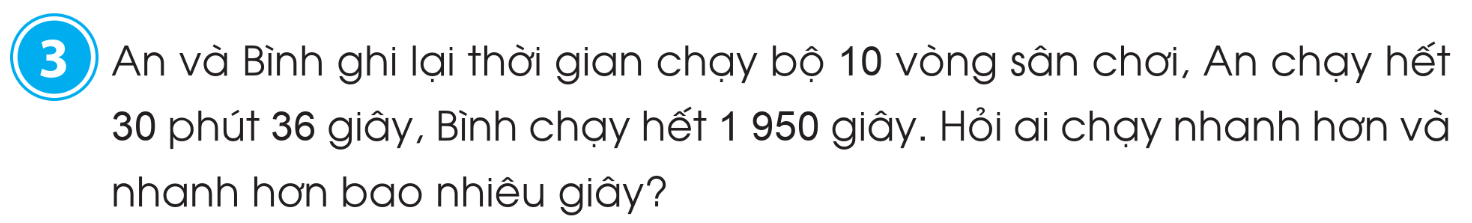 3 An và Bình ghi lại thời gian chạy bộ 10 vòng sân chơi, An chạy hết
30 phút 36 giây, Bình chạy hết 1 950 giây. Hỏi ai chạy nhanh hơn và
nhanh hơn bao nhiêu giây?